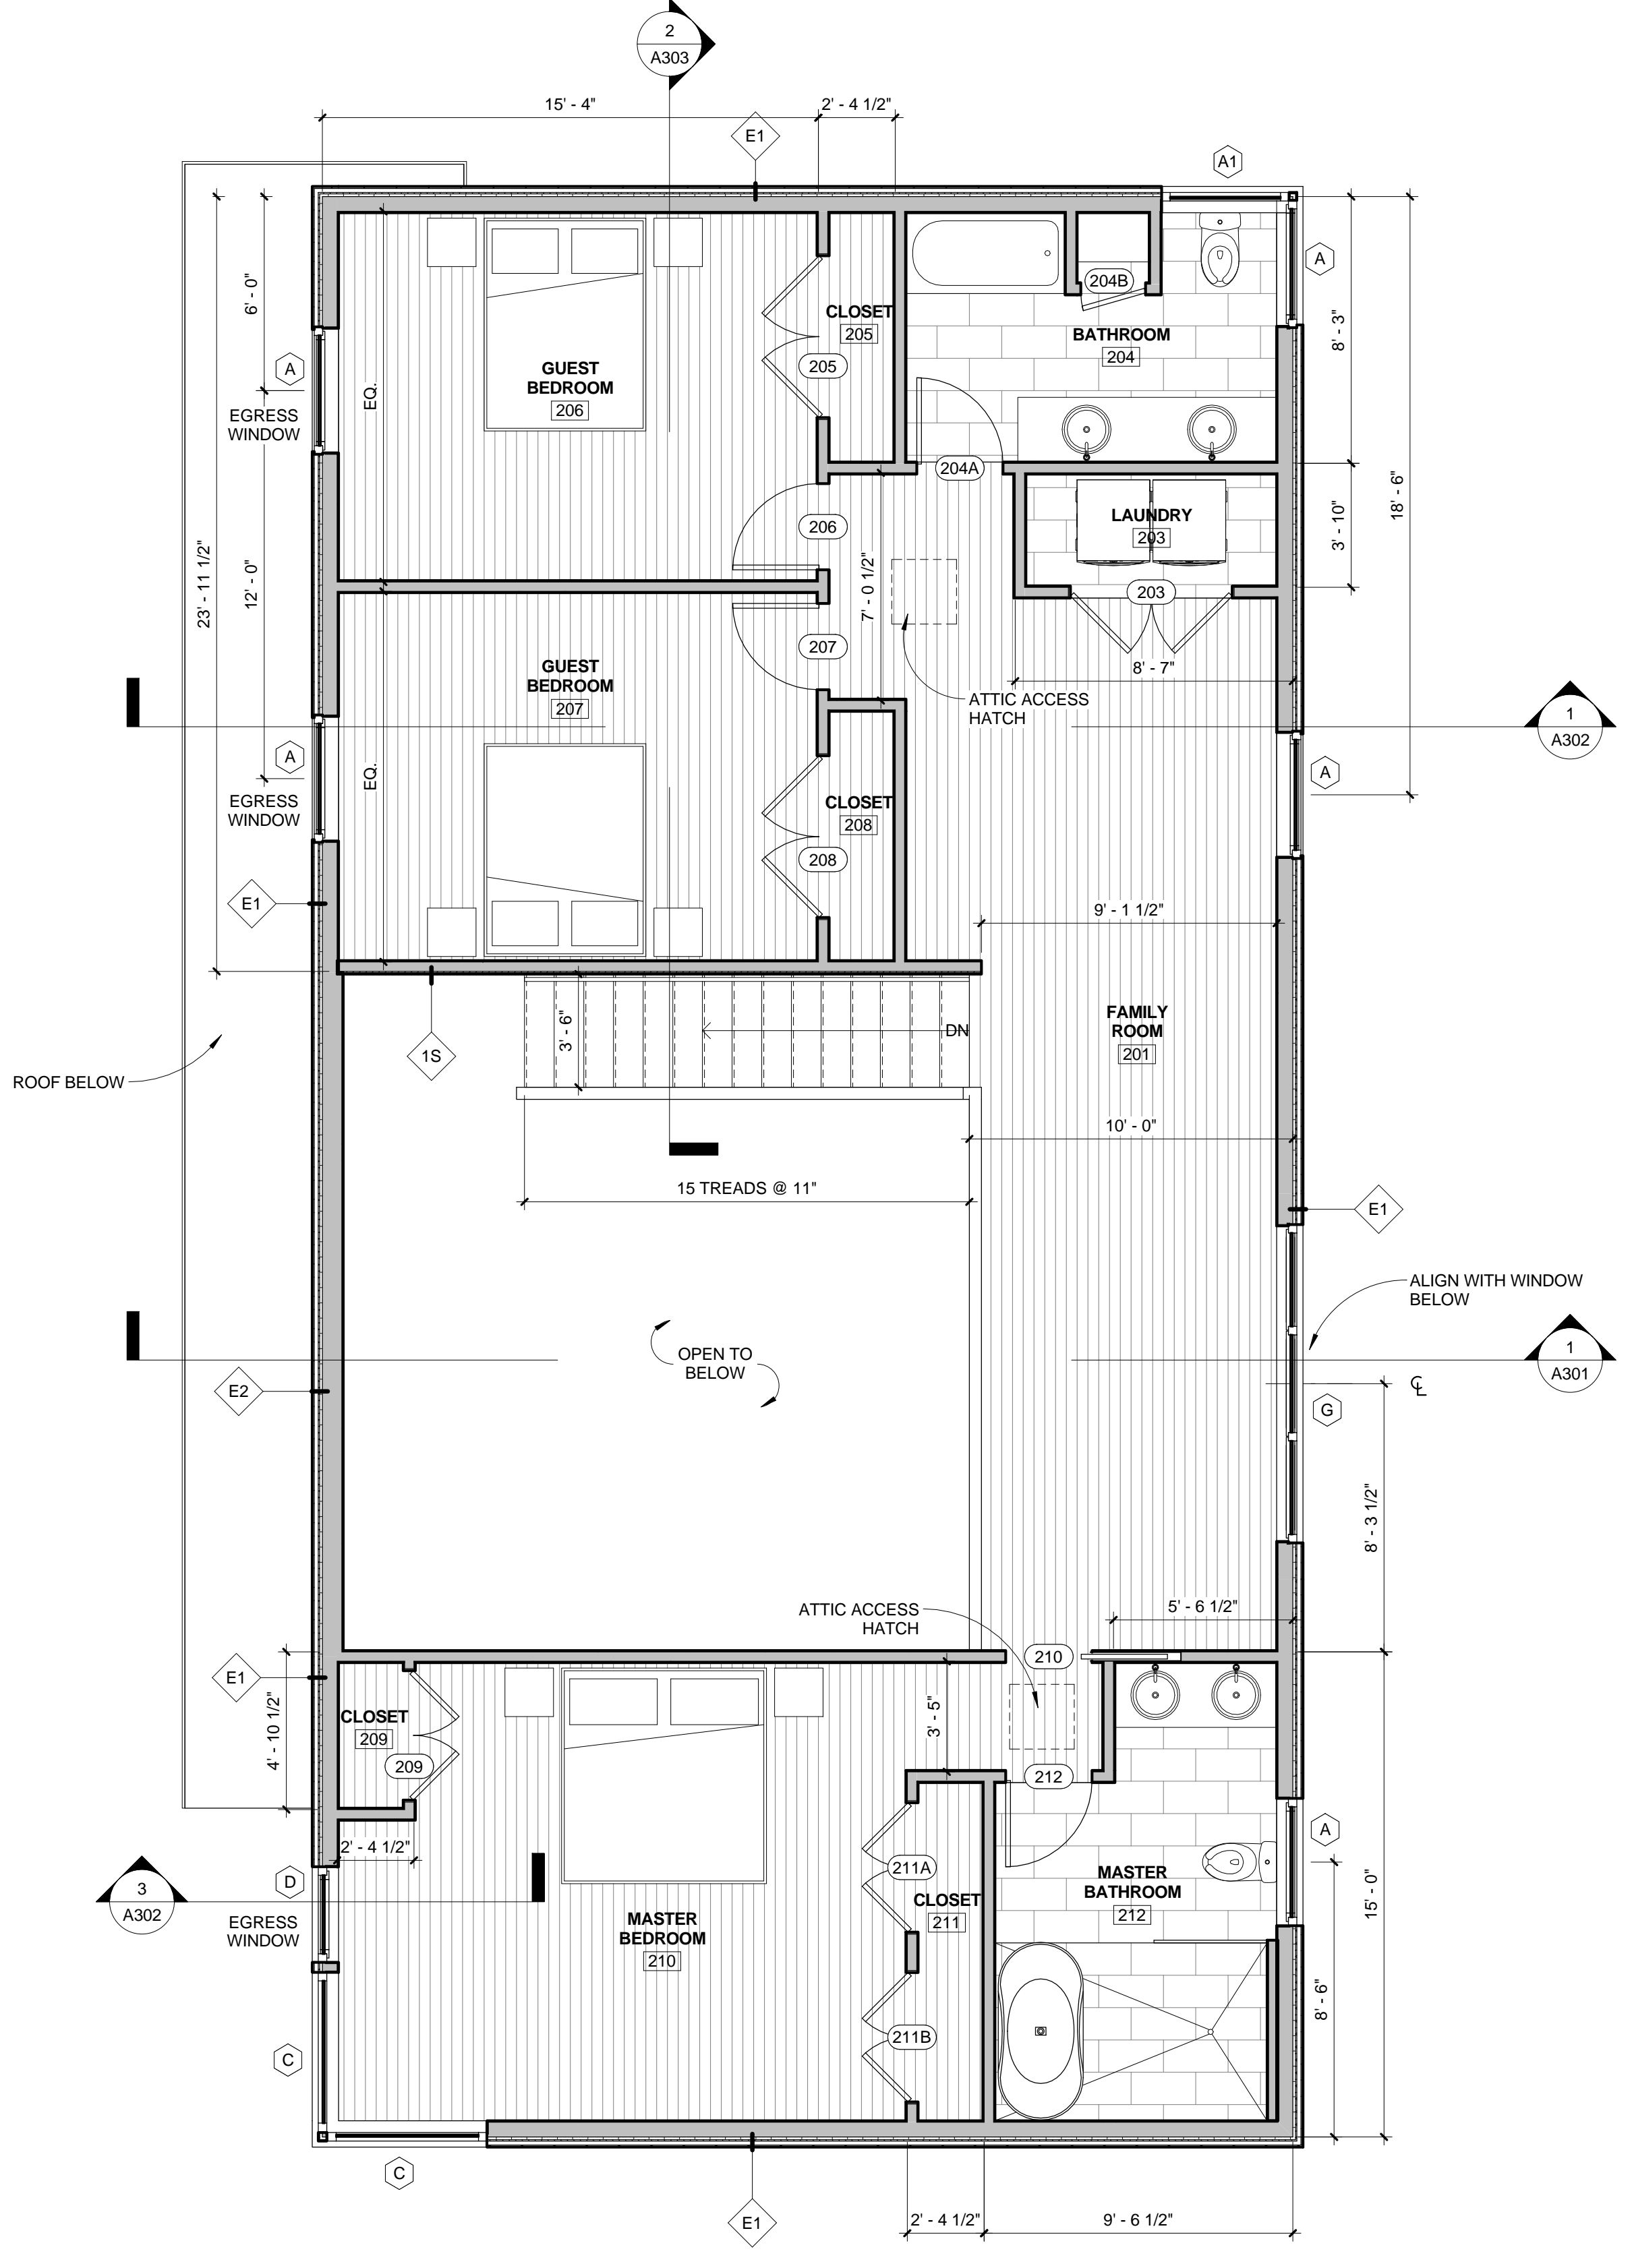 2
A303
15' - 4"
2' - 4 1/2"
E1
A1
A
6' - 0"
8' - 3"
204B
CLOSET
205
BATHROOM
204
GUEST
BEDROOM
206
205
A
EQ.
EGRESS
WINDOW
204A
18' - 6"
LAUNDRY
203
3' - 10"
206
23' - 11 1/2"
12' - 0"
7' - 0 1/2"
203
207
8' - 7"
GUEST
BEDROOM
207
ATTIC ACCESS
HATCH
1
A302
A
EQ.
A
EGRESS
WINDOW
CLOSET
208
208
E1
9' - 1 1/2"
FAMILY
ROOM
201
3' - 6"
DN
1S
ROOF BELOW
10' - 0"
15 TREADS @ 11"
E1
ALIGN WITH WINDOW
BELOW
OPEN TO
BELOW
1
A301
E2
CL
G
8' - 3 1/2"
ATTIC ACCESS
HATCH
5' - 6 1/2"
210
E1
4' - 10 1/2"
CLOSET
209
3' - 5"
209
212
2' - 4 1/2"
A
211A
3
A302
D
EGRESS
WINDOW
MASTER
BEDROOM
210
CLOSET
211
MASTER
BATHROOM
212
15' - 0"
8' - 6"
211B
C
C
E1
2' - 4 1/2"
9' - 6 1/2"